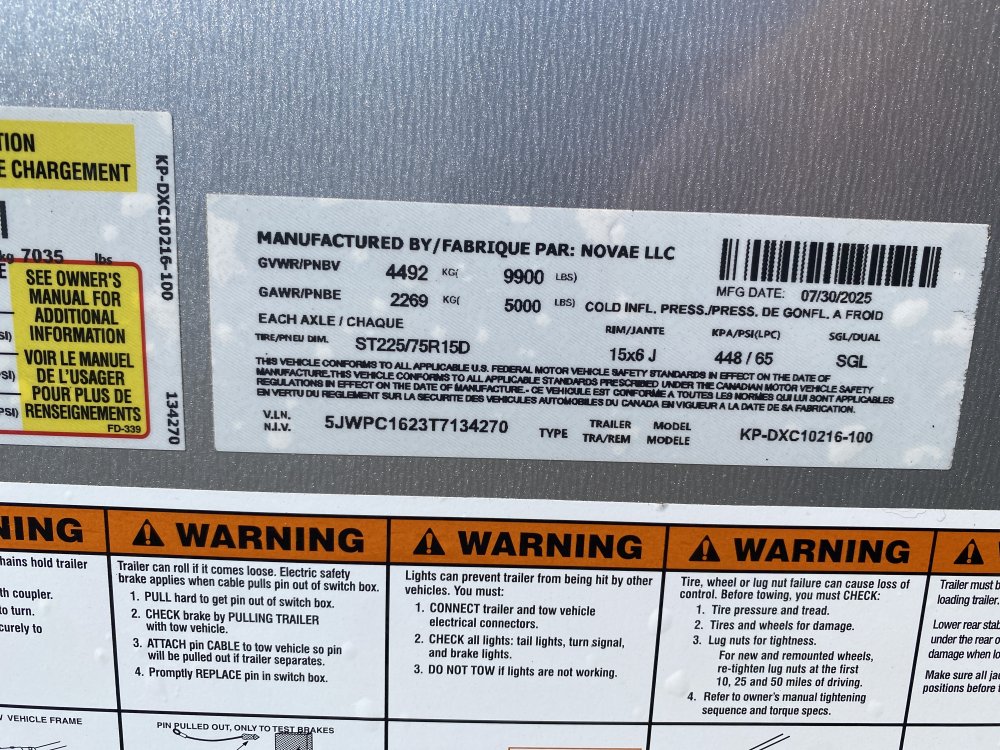 TION
E CHARGEMENT
KP-DXC10216-100
kg 7035 lbs
SEE OWNER'S
MANUAL FOR
ADDITIONAL
INFORMATION
VOIR LE MANUEL
DE L'USAGER
POUR PLUS DE
RENSEIGNEMENTS
FD-339
134270
MANUFACTURED BY/FABRIQUE PAR: NOVAE LLC
GVWR/PNBV 4492 KG( 9900 LBS)
MFG DATE: 07/30/2025
GAWR/PNBE 2269 KG( 5000 LBS) COLD INFL. PRESS./PRESS. DE GONFL. A FROID
EACH AXLE / CHAQUE
TIRE/PNEU DIM. ST225/75R15D RIM/JANTE 15x6 J KPA/PSI(LPC) 448 / 65 SGL/DUAL SGL
THIS VEHICLE CONFORMS TO ALL APPLICABLE U.S. FEDERAL MOTOR VEHICLE SAFETY STANDARDS IN EFFECT ON THE DATE OF
MANUFACTURE.THIS VEHICLE CONFORMS TO ALL APPLICABLE STANDARDS PRESCRIBED UNDER THE CANADIAN MOTOR VEHICLE SAFETY
REGULATIONS IN EFFECT ON THE DATE OF MANUFACTURE. - CE VEHICULE EST CONFORME A TOUTES LES NORMES QUI LUI SONT APPLICABLES
EN VERTU DU REGLEMENT SUR LA SECURITE DES VEHICULES AUTOMOBILES DU CANADA EN VIGUEUR A LA DATE DE SA FABRICATION.
V.I.N.
N.I.V. 5JWPC1623T7134270 TYPE TRAILER MODEL
TRA/REM MODELE KP-DXC10216-100
NING
hains hold trailer
th coupler.
to turn.
curely to
VEHICLE FRAME
WARNING
Trailer can roll if it comes loose. Electric safety
brake applies when cable pulls pin out of switch box.
1. PULL hard to get pin out of switch box.
2. CHECK brake by PULLING TRAILER
with tow vehicle.
3. ATTACH pin CABLE to tow vehicle so pin
will be pulled out if trailer separates.
4. Promptly REPLACE pin in switch box.
PIN PULLED OUT, ONLY TO TEST BRAKES
WARNING
Lights can prevent trailer from being hit by other
vehicles. You must:
1. CONNECT trailer and tow vehicle
electrical connectors.
2. CHECK all lights: tail lights, turn signal,
and brake lights.
3. DO NOT TOW if lights are not working.
WARNING
Tire, wheel or lug nut failure can cause loss of
control. Before towing, you must CHECK:
1. Tire pressure and tread.
2. Tires and wheels for damage.
3. Lug nuts for tightness.
For new and remounted wheels,
re-tighten lug nuts at the first
10, 25 and 50 miles of driving.
4. Refer to owner's manual tightening
sequence and torque specs.
Trailer must b
loading trailer.
Lower rear stab
under the rear o
damage when lo
Make sure all jac
positions before t